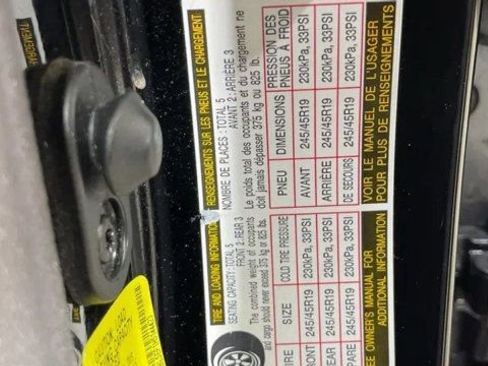 TIRE AND LOADING INFORMATION
SEATING CAPACITY: TOTAL 5
FRONT 2: REAR 3
The combined weight of occupants
and cargo should never exceed 375 kg or 825 lbs.
SIZE COLD TIRE PRESSURE
245/45R19 230kPa, 33PSI
245/45R19 230kPa, 33PSI
245/45R19 230kPa, 33PSI
OWNER'S MANUAL FOR
ADDITIONAL INFORMATION
RENSEIGNEMENTS SUR LES PNEUS ET LE CHARGEMENT
NOMBRE DE PLACES :TOTAL 5
AVANT 2: ARRIÈRE 3
Le poids total des occupants et du chargement ne
doit jamais dépasser 375 kg ou 825 lb.
PNEU DIMENSIONS PRESSION DES PNEUS À FROID
AVANT 245/45R19 230kPa, 33PSI
ARRIÈRE 245/45R19 230kPa, 33PSI
DE SECOURS 245/45R19 230kPa, 33PSI
VOIR LE MANUEL DE L'USAGER
POUR PLUS DE RENSEIGNEMENTS